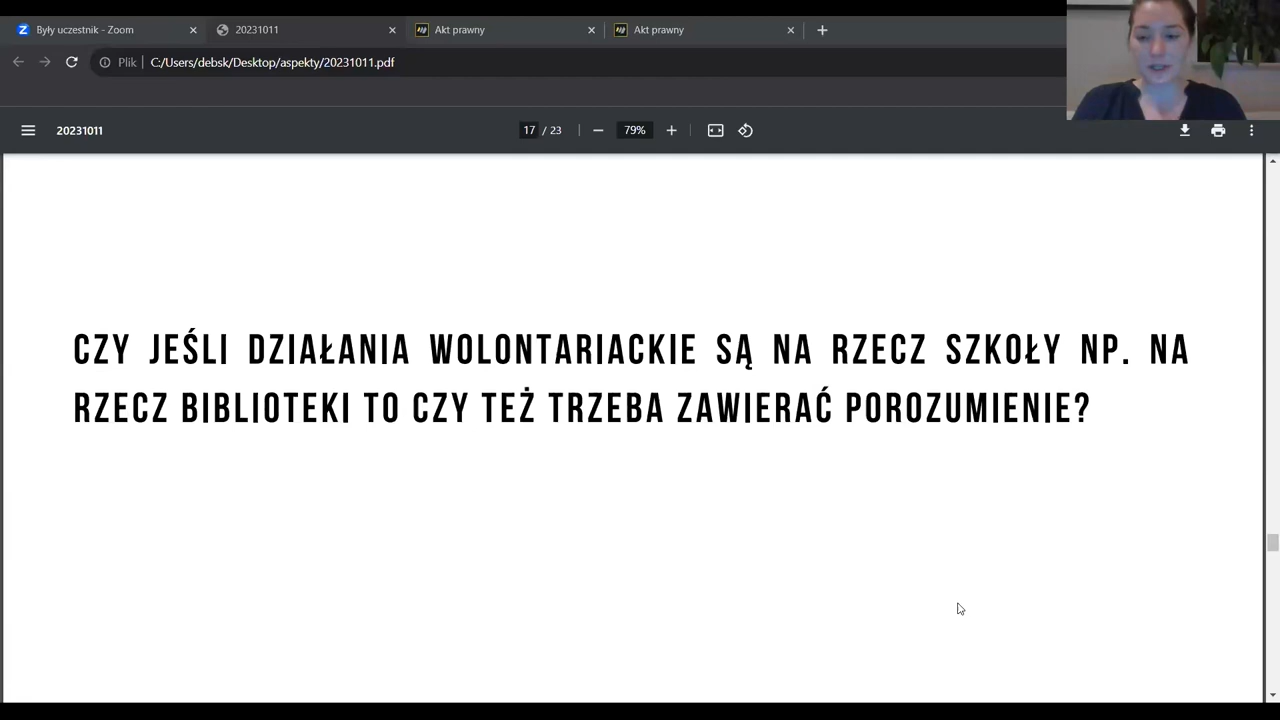 Były uczestnik - Zoom
20231011
Akt prawny
Akt prawny
Plik
C:/Users/debsk/Desktop/aspekty/20231011.pdf
20231011
17 / 23
79%
CZY JEŚLI DZIAŁANIA WOLONTARIACKIE SĄ NA RZECZ SZKOŁY NP. NA
RZECZ BIBLIOTEKI TO CZY TEŻ TRZEBA ZAWIERAĆ POROZUMIENIE?